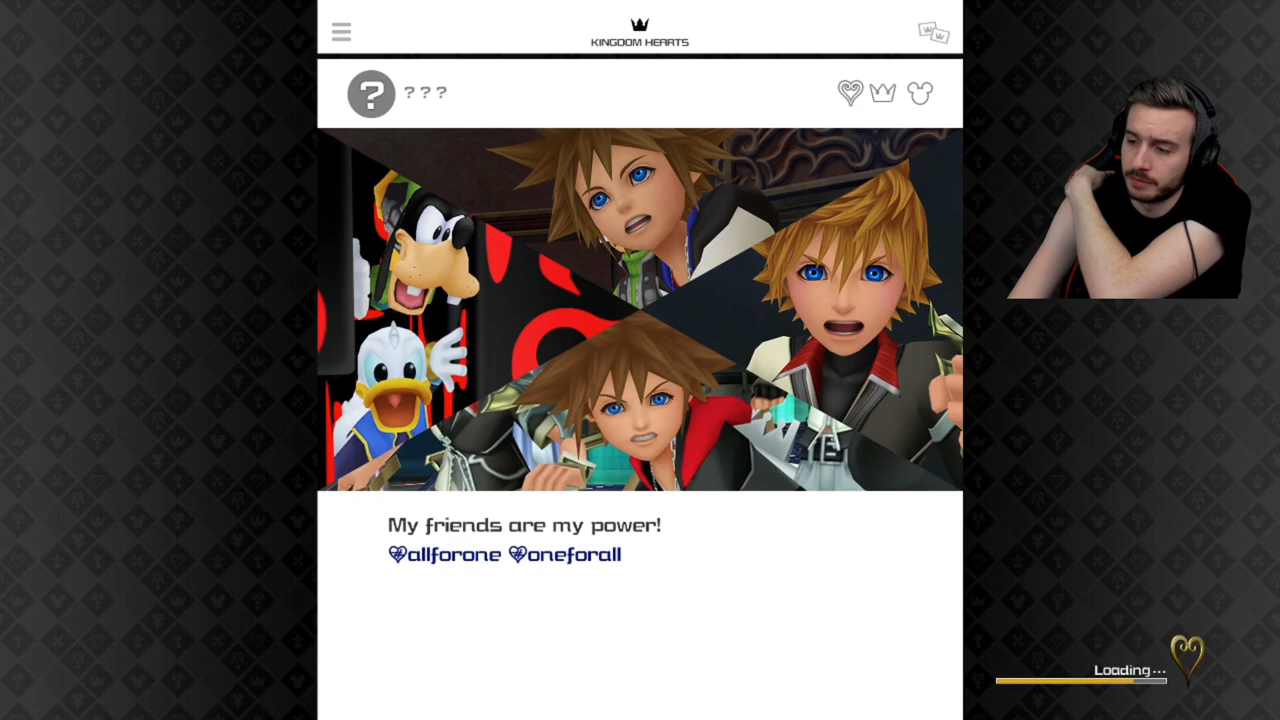 KINGDOM HEARTS
?
? ? ?
My friends are my power!
allforone oneforall
Loading...